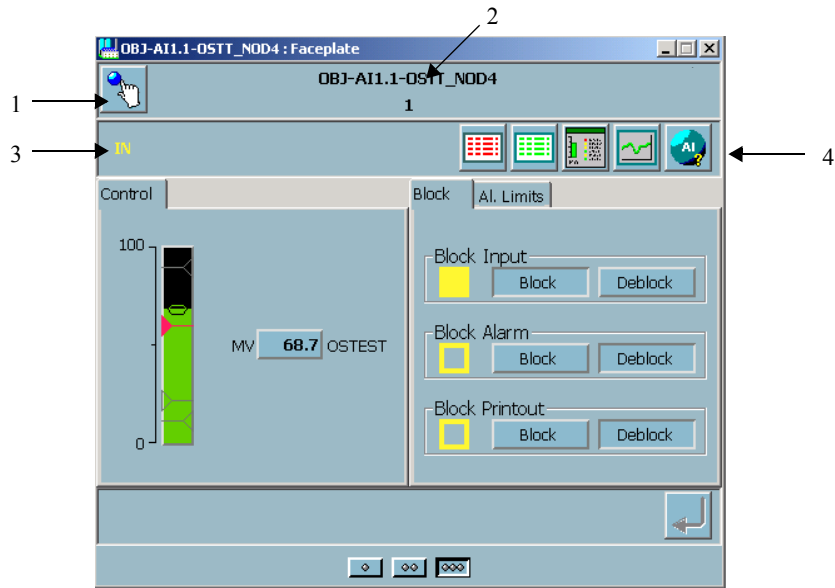 2
OBJ-AI1.1-OSTT_NOD4 : Faceplate
OBJ-AI1.1-OSTT_NOD4
1
1
3
IN
AI
?
4
Control
Block
Al. Limits
100
0
MV 68.7 OSTEST
Block Input
Block Deblock
Block Alarm
Block Deblock
Block Printout
Block Deblock